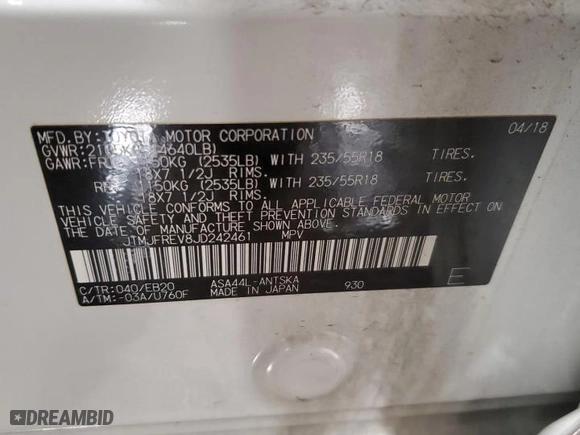 MFD.BY: TOYOTA MOTOR CORPORATION 04/18
GVWR: (4640LB)
GAWR: 1150KG (2535LB) WITH 235/55R18 TIRES.
18X7 1/2J RIMS.
1150KG (2535LB) WITH 235/55R18 TIRES.
18X7 1/2J RIMS.
THIS VEHICLE CONFORMS TO ALL APPLICABLE FEDERAL MOTOR
VEHICLE SAFETY AND THEFT PREVENTION STANDARDS IN EFFECT ON
THE DATE OF MANUFACTURE SHOWN ABOVE.
JTMJFREV8JD242461 MPV
C/TR:040/EB20 ASA44L-ANTSKA
A/TM:-03A/U760F MADE IN JAPAN 930 E
DREAMBID